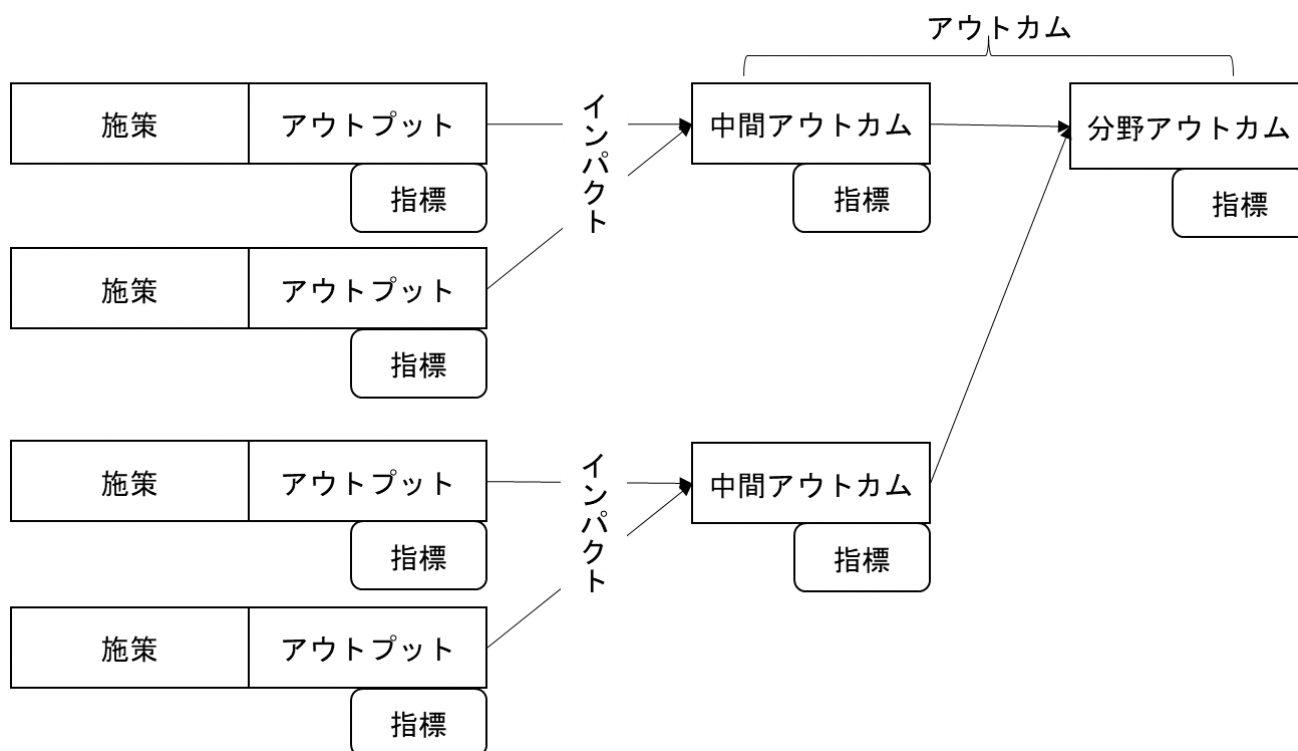 アウトカム
施策 アウトプット
指標
インパクト
中間アウトカム
指標
分野アウトカム
指標
施策 アウトプット
指標
施策 アウトプット
指標
インパクト
中間アウトカム
指標
施策 アウトプット
指標